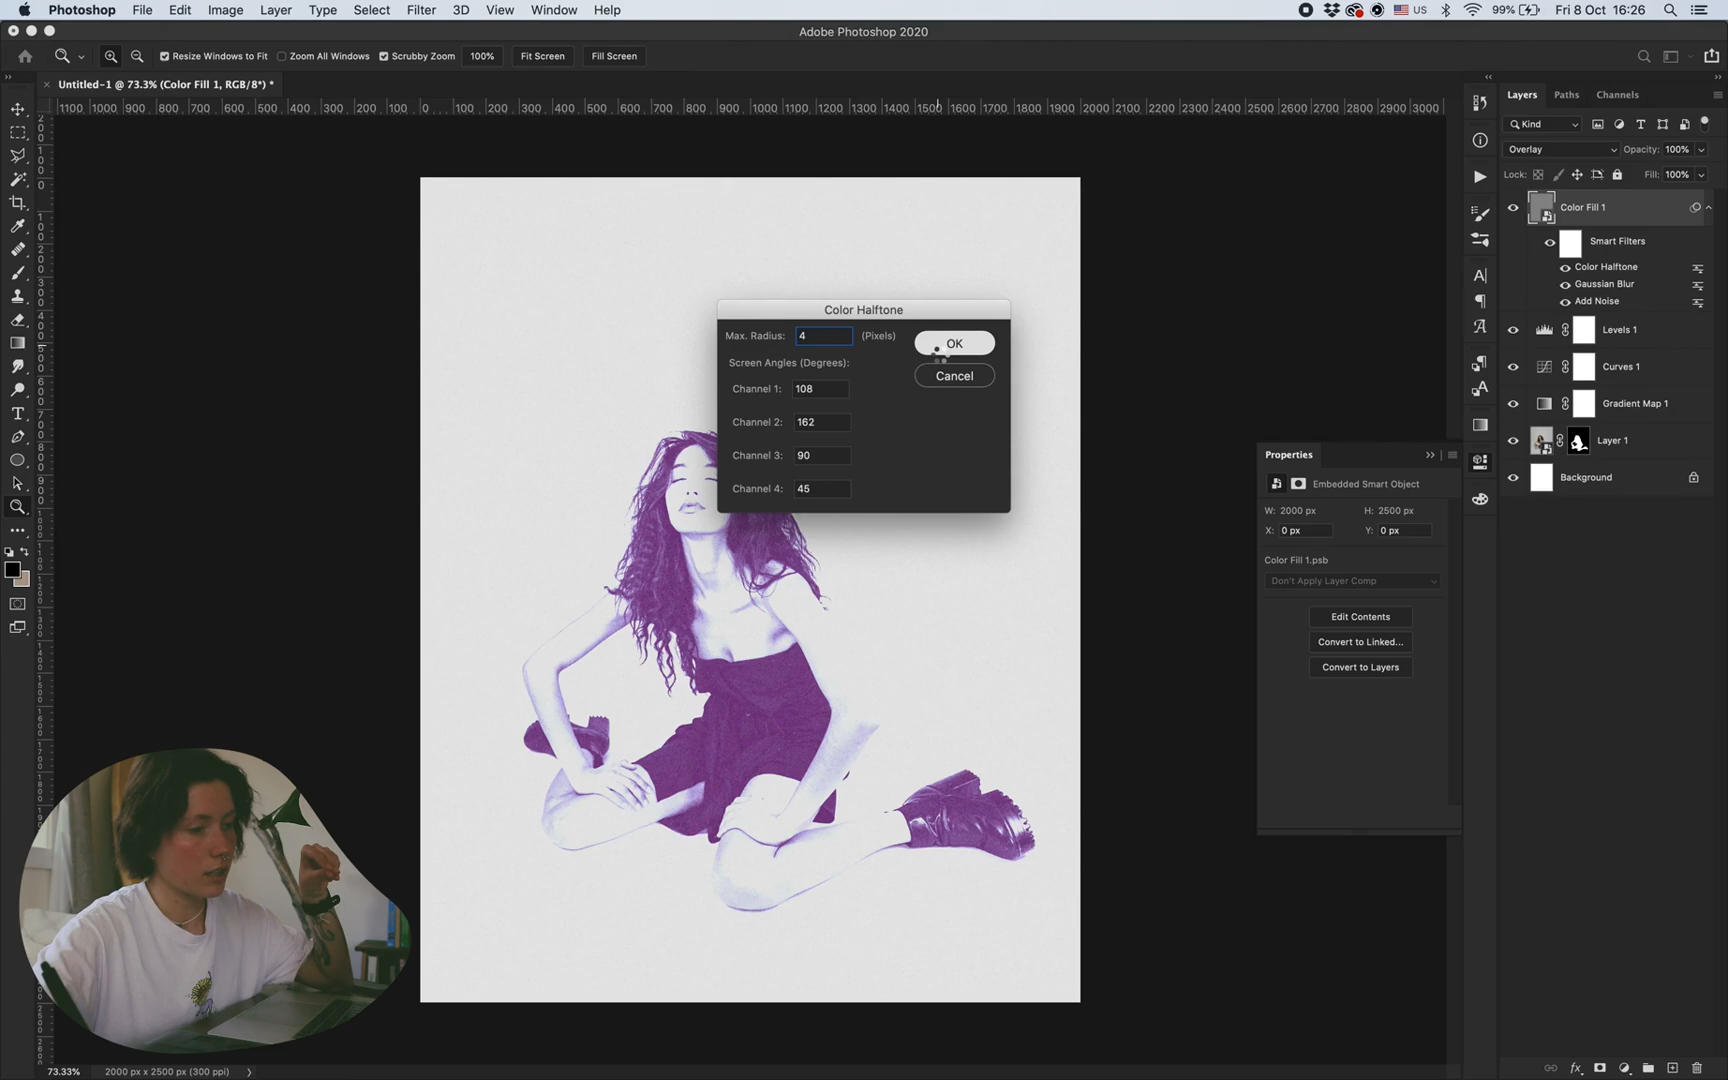 Photoshop File Edit Image Layer Type Select Filter 3D View Window Help US 99% Fri 8 Oct 16:26
Adobe Photoshop 2020
Resize Windows to Fit Zoom All Windows Scrubby Zoom 100% Fit Screen Fill Screen
Untitled-1 @ 73.3% (Color Fill 1, RGB/8*) *
1100 1000 900 800 700 600 500 400 300 200 100 0 100 200 300 400 500 600 700 800 900 1000 1100 1200 1300 1400 1500 1600 1700 1800 1900 2000 2100 2200 2300 2400 2500 2600 2700 2800 2900 3000
Layers Paths Channels
Kind
Overlay Opacity: 100%
Lock: Fill: 100%
Color Fill 1
Smart Filters
Color Halftone
Gaussian Blur
Add Noise
Levels 1
Curves 1
Gradient Map 1
Layer 1
Background
Color Halftone
Max. Radius: 4 (Pixels)
OK
Screen Angles (Degrees):
Cancel
Channel 1: 108
Channel 2: 162
Channel 3: 90
Channel 4: 45
Properties
Embedded Smart Object
W: 2000 px H: 2500 px
X: 0 px Y: 0 px
Color Fill 1.psb
Don't Apply Layer Comp
Edit Contents
Convert to Linked...
Convert to Layers
73.33% 2000 px x 2500 px (300 ppi)